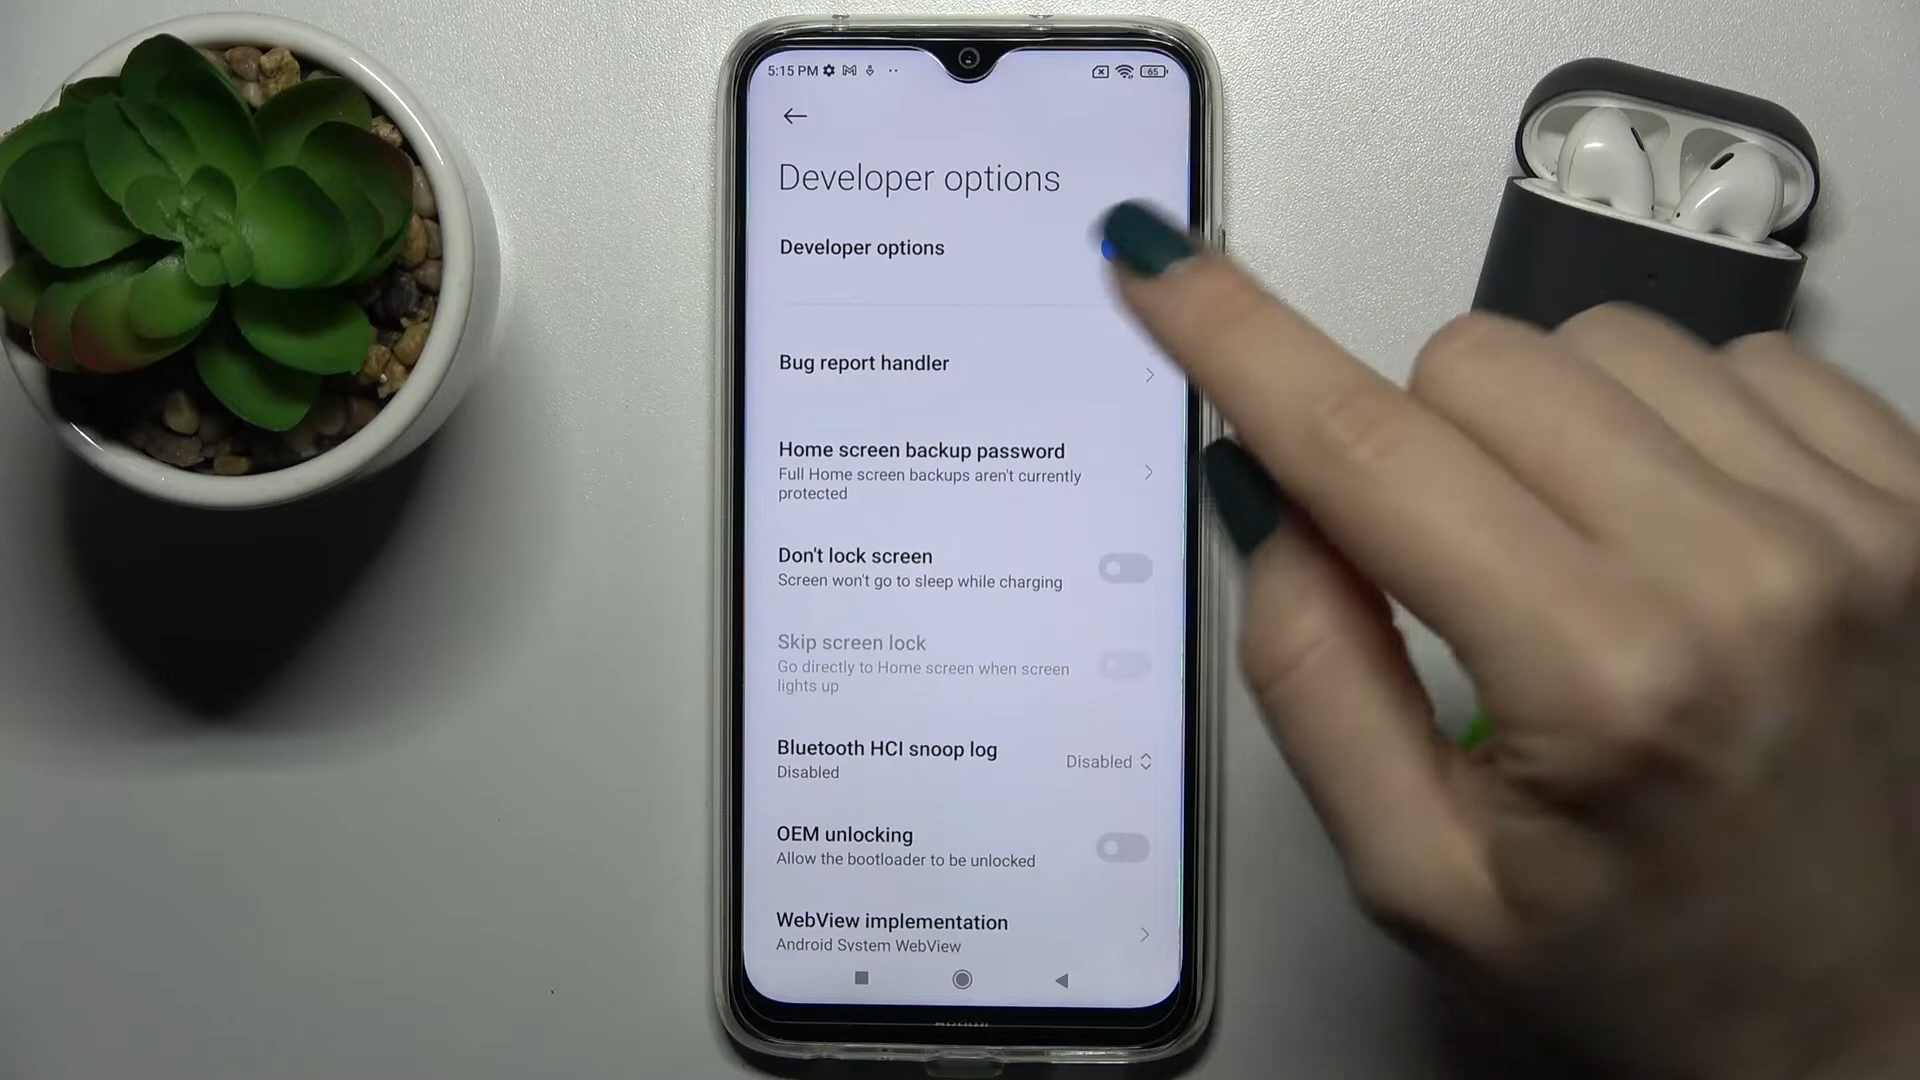 5:15 PM
65
Developer options
Developer options
Bug report handler
Home screen backup password
Full Home screen backups aren't currently
protected
Don't lock screen
Screen won't go to sleep while charging
Skip screen lock
Go directly to Home screen when screen
lights up
Bluetooth HCI snoop log
Disabled
Disabled
OEM unlocking
Allow the bootloader to be unlocked
WebView implementation
Android System WebView